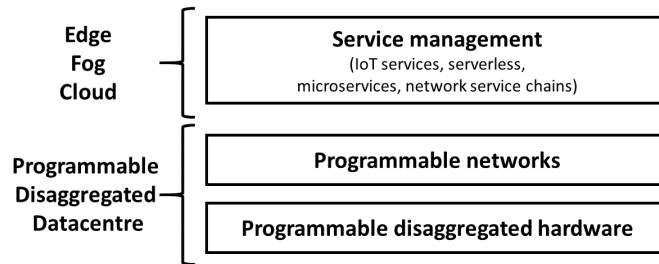 Edge
Fog
Cloud
Service management
(IoT services, serverless,
microservices, network service chains)
Programmable
Disaggregated
Datacentre
Programmable networks
Programmable disaggregated hardware